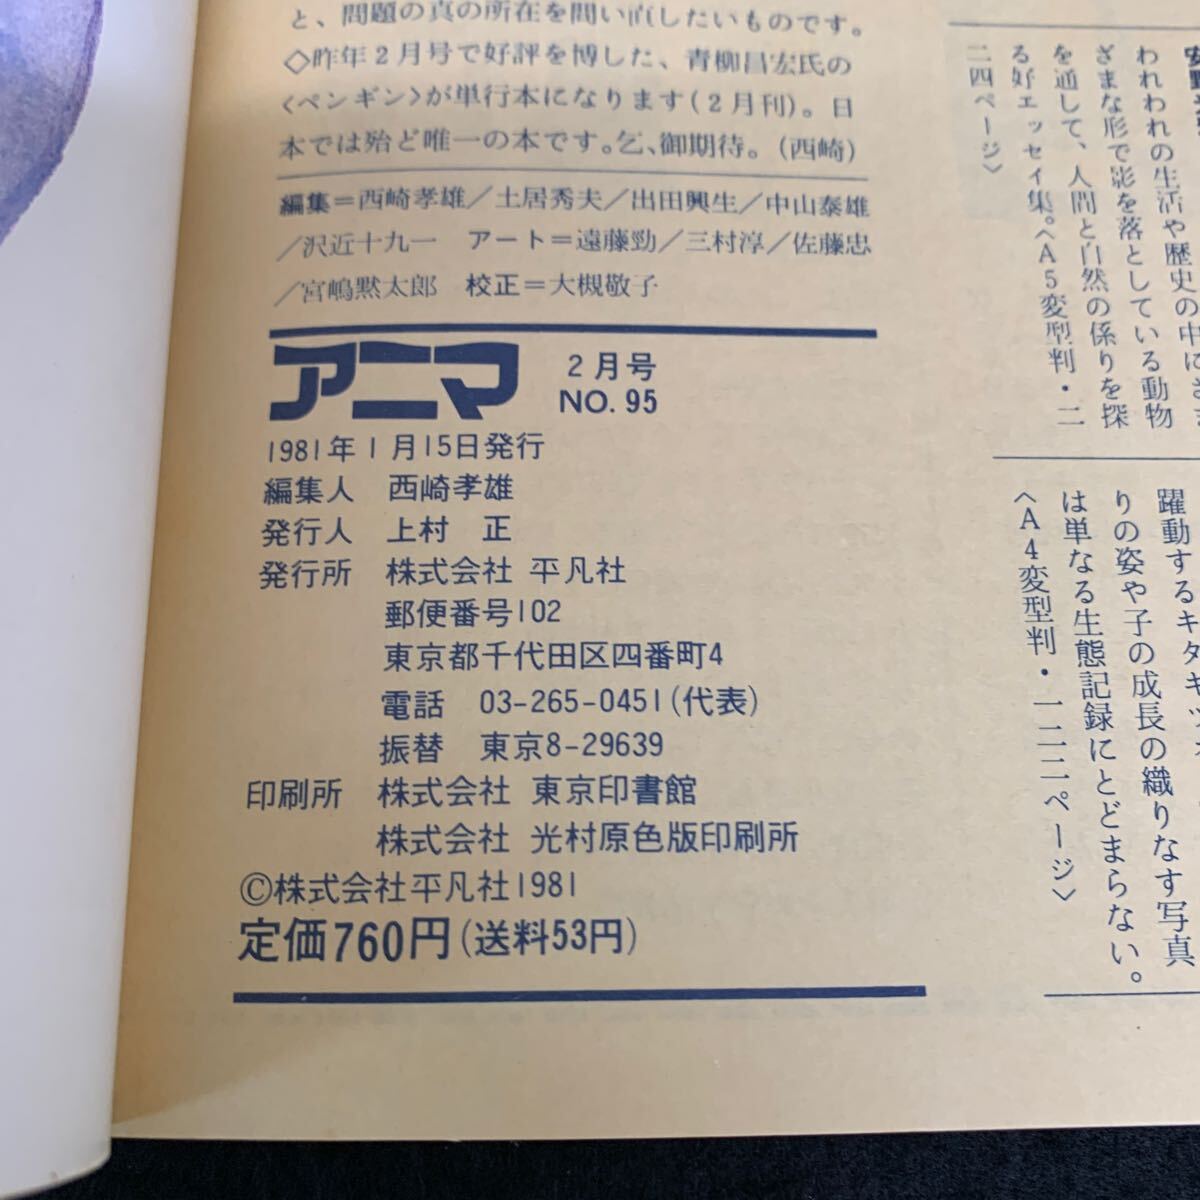 と、問題の真の所在を問い直したいものです。
◇昨年2月号で好評を博した、青柳昌宏氏の
〈ペンギン〉が単行本になります(2月刊)。日
本では殆ど唯一の本です。乞、御期待。(西崎)
編集＝西崎孝雄／土居秀夫／出田興生／中山泰雄
／沢近十九一　アート＝遠藤勁／三村淳／佐藤忠
／宮嶋黙太郎　校正＝大槻敬子
アニマ
2月号
NO. 95
1981年1月15日発行
編集人　西崎孝雄
発行人　上村　正
発行所　株式会社 平凡社
郵便番号102
東京都千代田区四番町4
電話　03-265-0451(代表)
振替　東京8-29639
印刷所　株式会社 東京印書館
株式会社 光村原色版印刷所
©株式会社平凡社1981
定価760円(送料53円)
われわれの生活や歴史の中にさま
ざまな形で影を落としている動物
を通して、人間と自然の係りを探
る好エッセイ集。〈A5変型判・二
二四ページ〉
躍動するキタキツネ
りの姿や子の成長の織りなす写真
は単なる生態記録にとどまらない。
〈A4変型判・一二二ページ〉